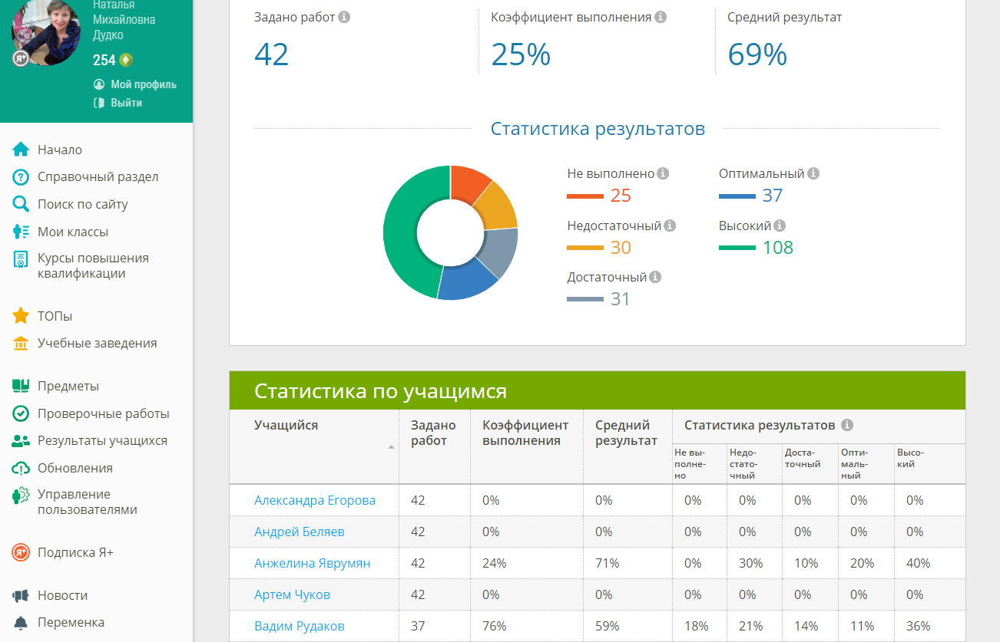 Наталья
Михайловна
Дудко
Я+
254
Мой профиль
Выйти
Начало
Справочный раздел
Поиск по сайту
Мои классы
Курсы повышения
квалификации
ТОПы
Учебные заведения
Предметы
Проверочные работы
Результаты учащихся
Обновления
Управление
пользователями
Я+ Подписка Я+
Новости
Переменка
Задано работ Коэффициент выполнения Средний результат
42 25% 69%
Статистика результатов
Не выполнено Оптимальный
25 37
Недостаточный Высокий
30 108
Достаточный
31
Статистика по учащимся
Учащийся Задано Коэффициент Средний Статистика результатов
работ выполнения результат
Не вы- Недо- Доста- Опти- Высо-
полне- стато- точный маль- кий
но чный ный
Александра Егорова 42 0% 0% 0% 0% 0% 0% 0%
Андрей Беляев 42 0% 0% 0% 0% 0% 0% 0%
Анжелина Яврумян 42 24% 71% 0% 30% 10% 20% 40%
Артем Чуков 42 0% 0% 0% 0% 0% 0% 0%
Вадим Рудаков 37 76% 59% 18% 21% 14% 11% 36%